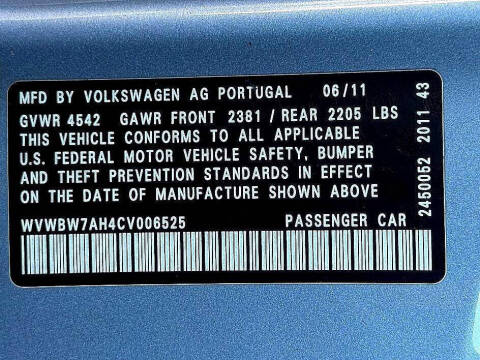 MFD BY VOLKSWAGEN AG PORTUGAL 06/11
GVWR 4542 GAWR FRONT 2381 / REAR 2205 LBS
THIS VEHICLE CONFORMS TO ALL APPLICABLE
U.S. FEDERAL MOTOR VEHICLE SAFETY, BUMPER
AND THEFT PREVENTION STANDARDS IN EFFECT
ON THE DATE OF MANUFACTURE SHOWN ABOVE
WVWBW7AH4CV006525 PASSENGER CAR
2450052 2011 43